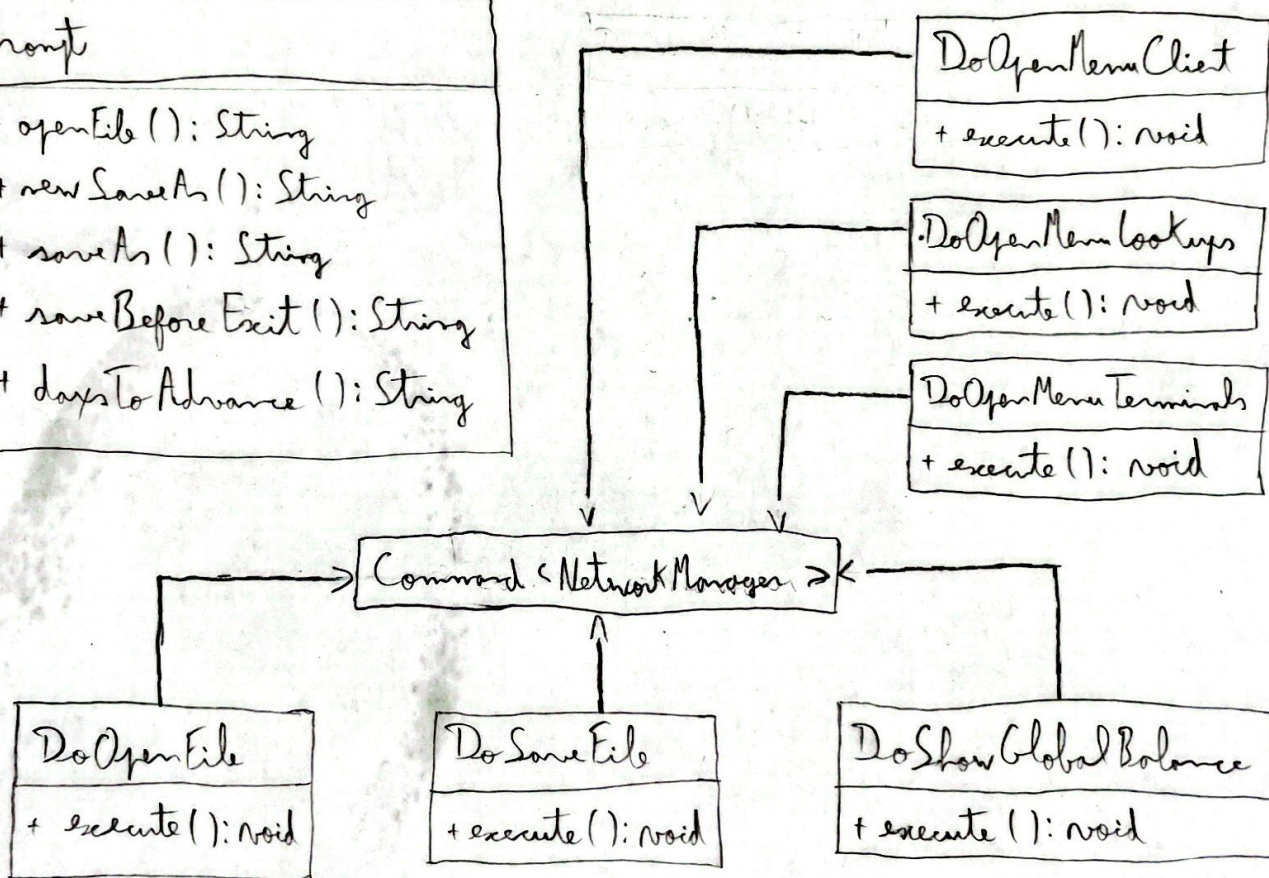 rompt
openFile(): String
+ newSaveAs(): String
+ saveAs(): String
+ saveBeforeExit(): String
+ daysToAdvance(): String
DoOpenMenuClient
+ execute(): void
DoOpenMenuLookups
+ execute(): void
DoOpenMenuTerminals
+ execute(): void
Command <NetworkManager>
DoOpenFile
+ execute(): void
DoSaveFile
+ execute(): void
DoShowGlobalBalance
+ execute(): void